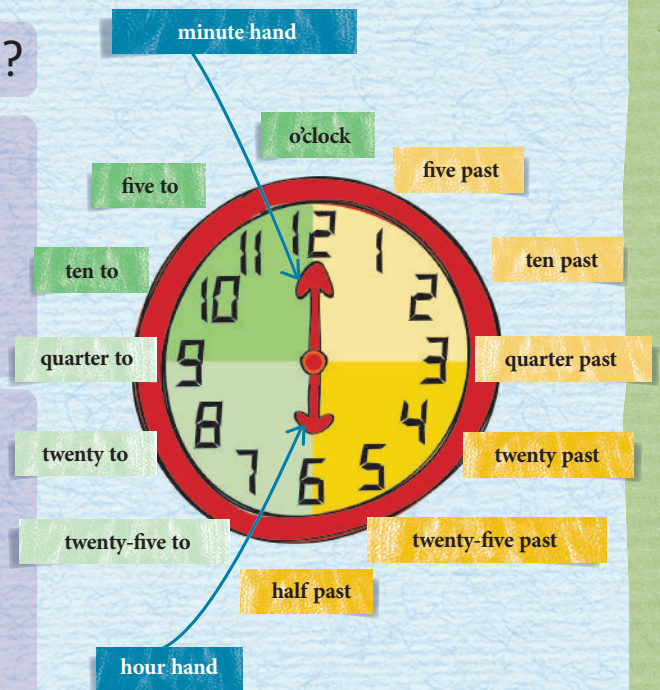 ?
minute hand
o'clock
five to
five past
ten to
ten past
quarter to
quarter past
twenty to
twenty past
twenty-five to
twenty-five past
half past
hour hand
12
1
2
3
4
5
6
7
8
9
10
11